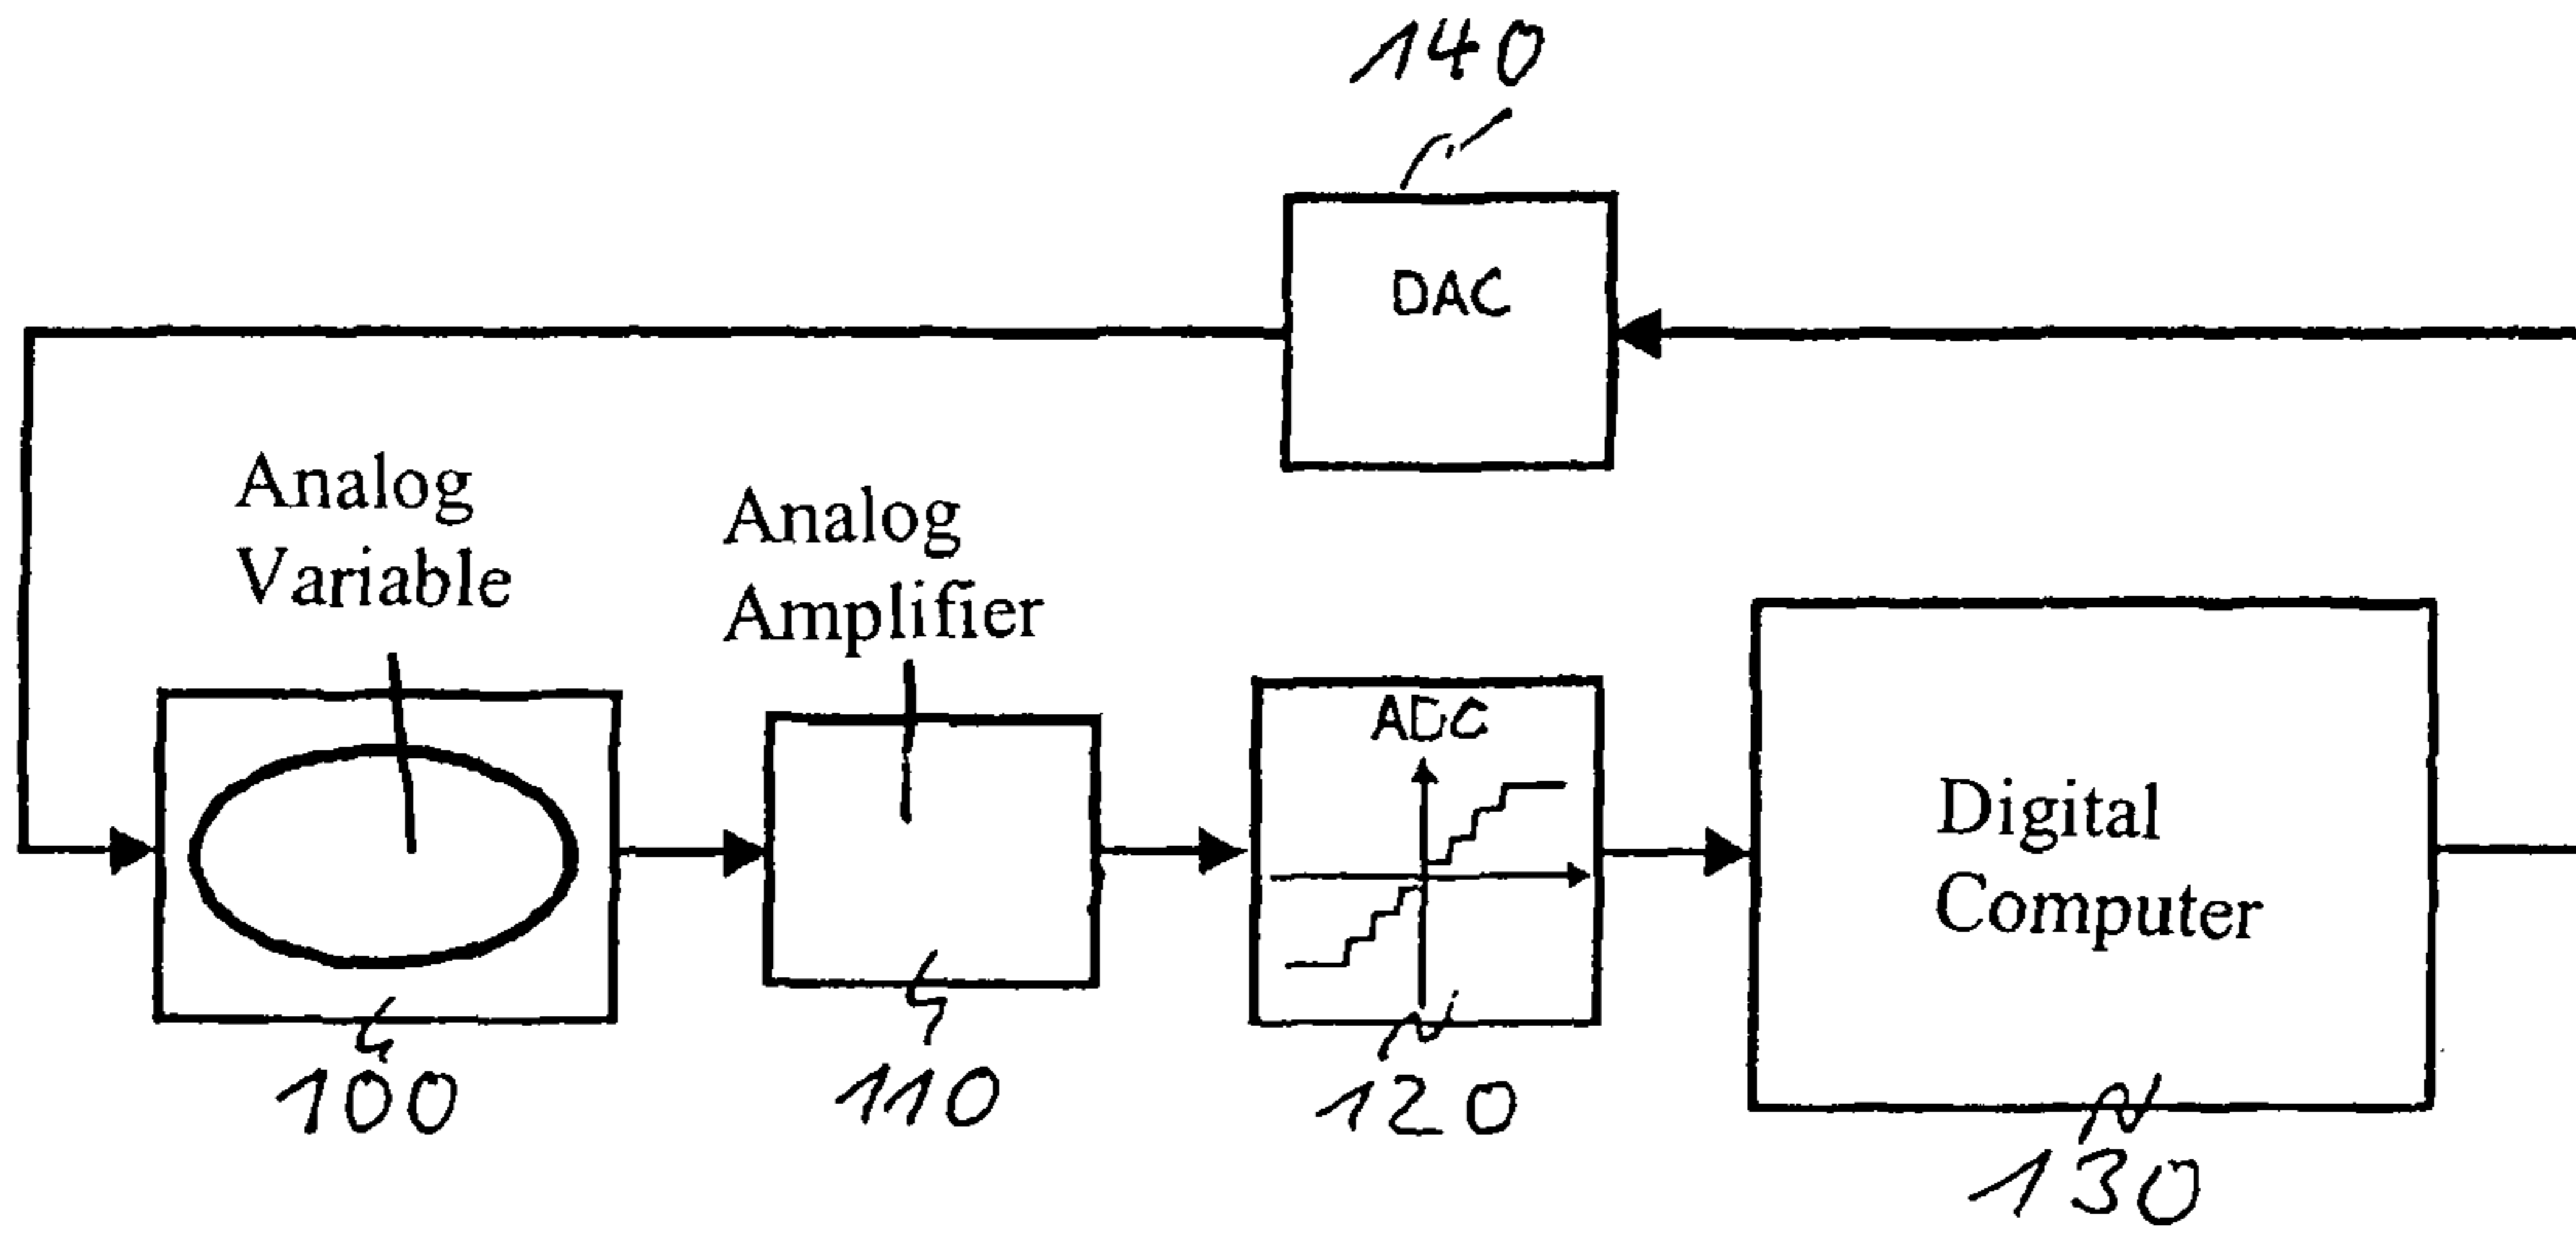 140
DAC
Analog
Variable
Analog
Amplifier
ADC
Digital
Computer
100
110
120
130